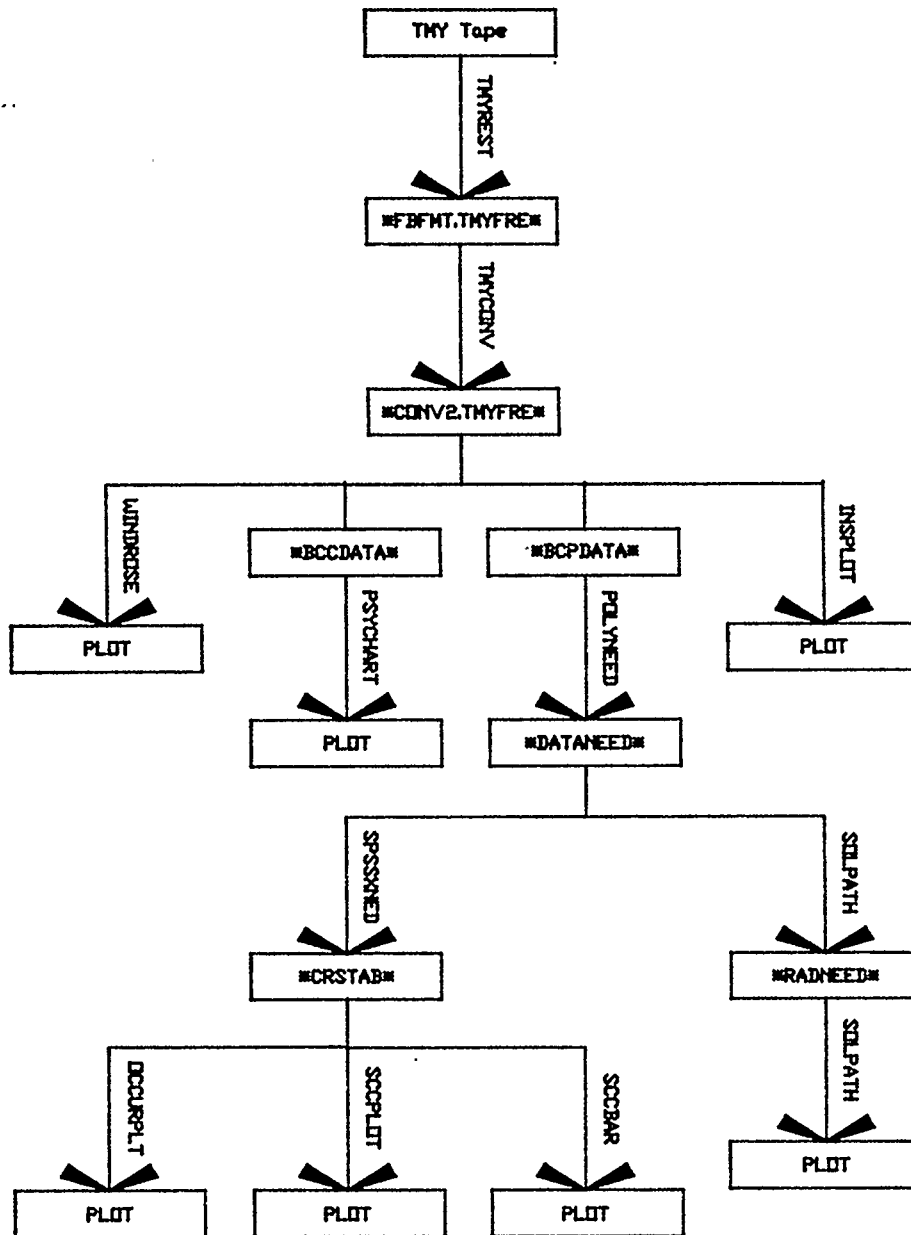 TMY Tape
TMYREST
*FBFMT.TMYFRE*
TMYCONV
*CONV2.TMYFRE*
WINDROSE
INSPLOT
*BCCDATA*
*BCPDATA*
PSYCHART
POLYNEED
PLOT
PLOT
PLOT
*DATANEED*
SPSSXNED
SOLPATH
*CRSTAB*
*RADNEED*
OCCURPLT
SCCPLOT
SCCBAR
SOLPATH
PLOT
PLOT
PLOT
PLOT